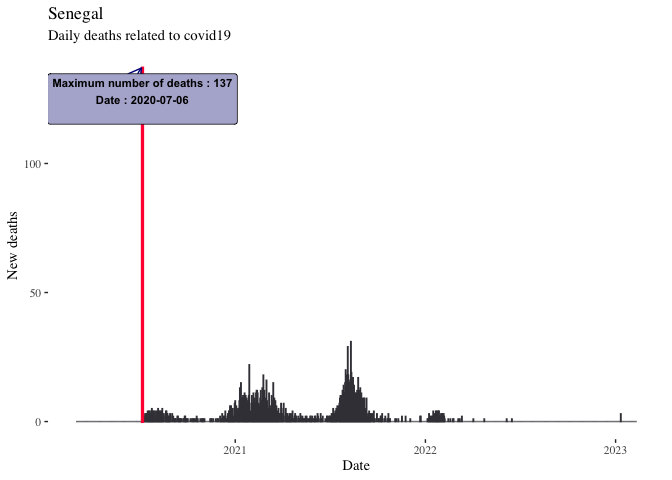 Senegal
Daily deaths related to covid19
Maximum number of deaths : 137
Date : 2020-07-06
100
50
0
New deaths
2021
2022
2023
Date